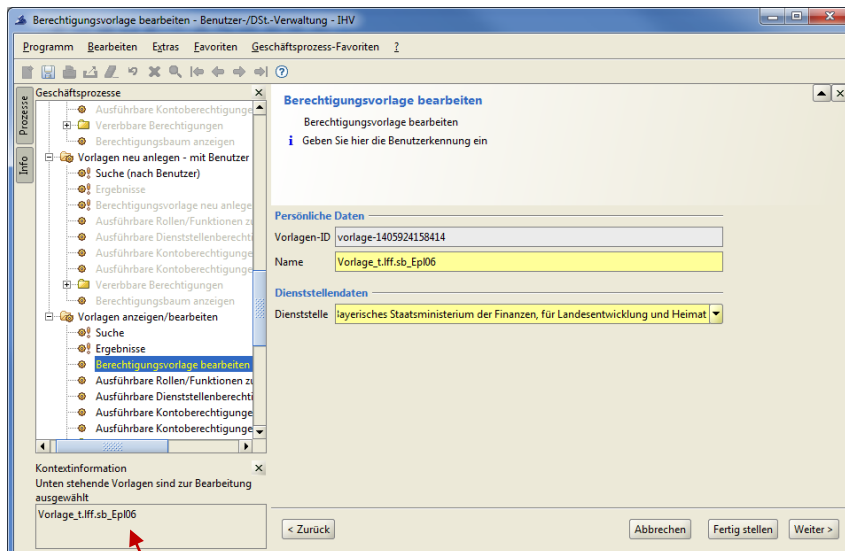 Berechtigungsvorlage bearbeiten - Benutzer-/DSt.-Verwaltung - IHV
Programm Bearbeiten Extras Favoriten Geschäftsprozess-Favoriten ?
Prozesse
Info
Geschäftsprozesse
Ausführbare Kontoberechtigunge
Vererbbare Berechtigungen
Berechtigungsbaum anzeigen
Vorlagen neu anlegen - mit Benutzer
Suche (nach Benutzer)
Ergebnisse
Berechtigungsvorlage neu anlege
Ausführbare Rollen/Funktionen zu
Ausführbare Dienststellenberechti
Ausführbare Kontoberechtigunge
Ausführbare Kontoberechtigunge
Vererbbare Berechtigungen
Berechtigungsbaum anzeigen
Vorlagen anzeigen/bearbeiten
Suche
Ergebnisse
Berechtigungsvorlage bearbeiten
Ausführbare Rollen/Funktionen zu
Ausführbare Dienststellenberechti
Ausführbare Kontoberechtigunge
Ausführbare Kontoberechtigunge
Kontextinformation
Unten stehende Vorlagen sind zur Bearbeitung
ausgewählt
Vorlage_t.lff.sb_Epl06
Berechtigungsvorlage bearbeiten
Berechtigungsvorlage bearbeiten
Geben Sie hier die Benutzerkennung ein
Persönliche Daten
Vorlagen-ID vorlage-1405924158414
Name Vorlage_t.lff.sb_Epl06
Dienststellendaten
Dienststelle ayerisches Staatsministerium der Finanzen, für Landesentwicklung und Heimat
< Zurück Abbrechen Fertig stellen Weiter >